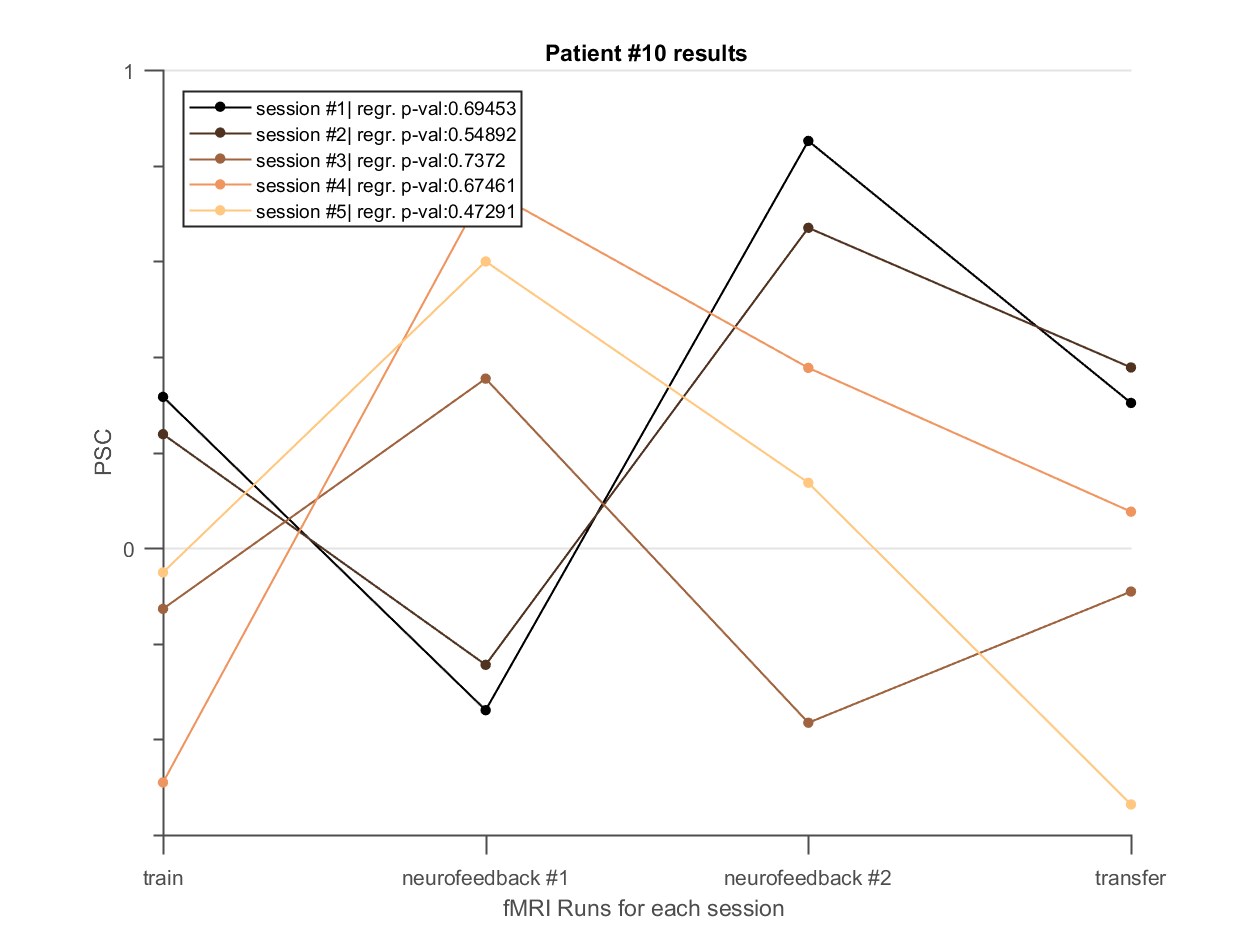 Patient #10 results
1
session #1| regr. p-val:0.69453
session #2| regr. p-val:0.54892
session #3| regr. p-val:0.7372
session #4| regr. p-val:0.67461
session #5| regr. p-val:0.47291
PSC
0
train
neurofeedback #1
neurofeedback #2
transfer
fMRI Runs for each session